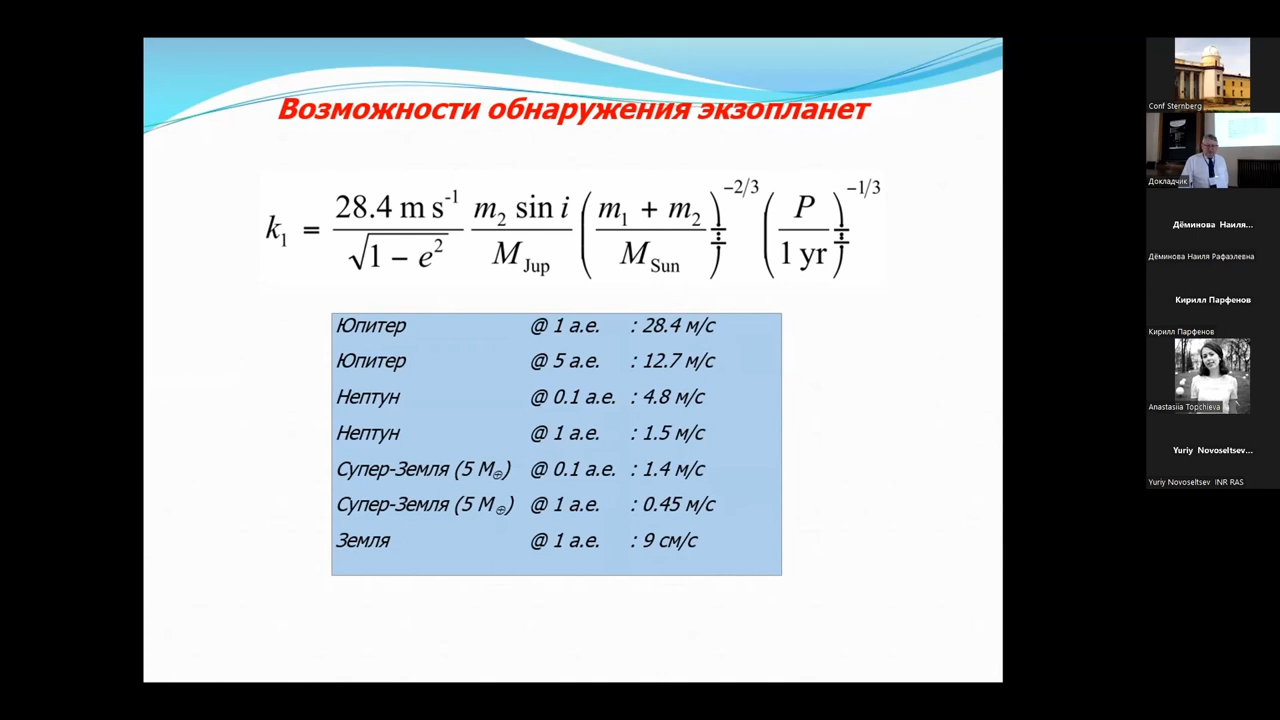 Возможности обнаружения экзопланет
k₁ = 28.4 m s⁻¹ / √(1 − e²) m₂ sin i / M_Jup ((m₁ + m₂) / M_Sun)^−2/3 (P / 1 yr)^−1/3
Юпитер @ 1 а.е. : 28.4 м/с
Юпитер @ 5 а.е. : 12.7 м/с
Нептун @ 0.1 а.е. : 4.8 м/с
Нептун @ 1 а.е. : 1.5 м/с
Супер-Земля (5 M⊕) @ 0.1 а.е. : 1.4 м/с
Супер-Земля (5 M⊕) @ 1 а.е. : 0.45 м/с
Земля @ 1 а.е. : 9 см/с
Conf Sternberg
Докладчик
Дёминова Наиля...
Дёминова Наиля Рафаэлевна
Кирилл Парфенов
Кирилл Парфенов
Anastasiia Topchieva
Yuriy Novoseltsev...
Yuriy Novoseltsev INR RAS